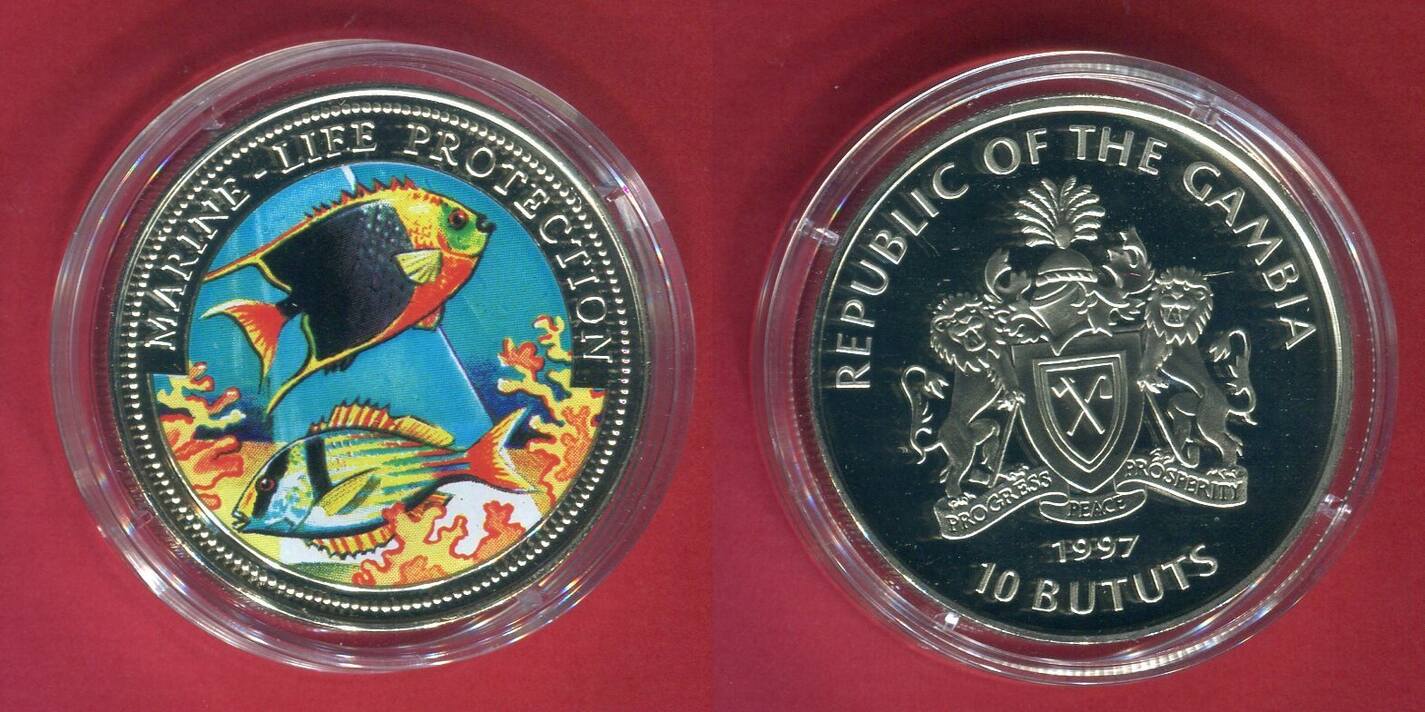 MARINE-LIFE PROTECTION
REPUBLIC OF THE GAMBIA
PROGRESS PEACE PROSPERITY
1997
10 BUTUTS